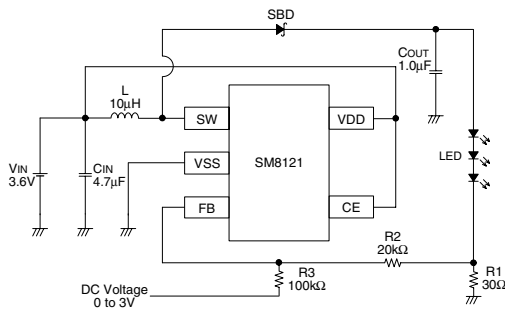 SBD
COUT
1.0µF
L
10µH
SW
VDD
VIN
3.6V
CIN
4.7µF
VSS
SM8121
LED
FB
CE
R2
20kΩ
R3
100kΩ
R1
30Ω
DC Voltage
0 to 3V